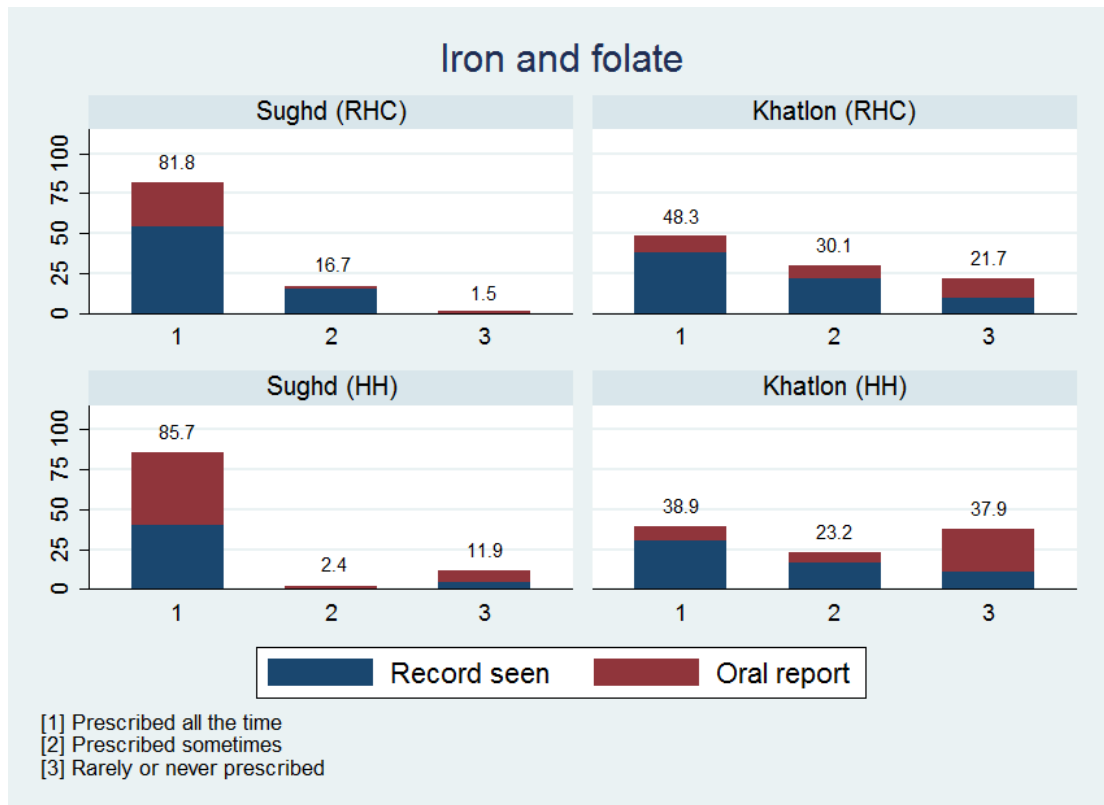 Iron and folate
Sughd (RHC)
Khatlon (RHC)
100
75
50
25
0
81.8
16.7
1.5
48.3
30.1
21.7
1 2 3
1 2 3
Sughd (HH)
Khatlon (HH)
100
75
50
25
0
85.7
2.4
11.9
38.9
23.2
37.9
1 2 3
1 2 3
Record seen
Oral report
[1] Prescribed all the time
[2] Prescribed sometimes
[3] Rarely or never prescribed